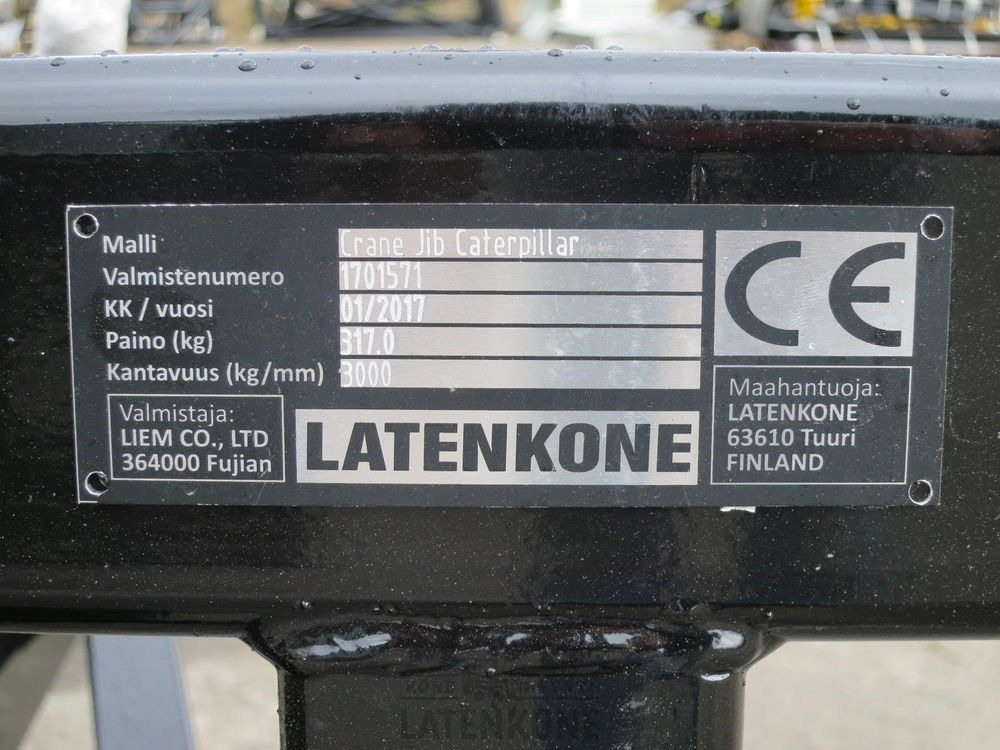 Malli Crane Jib Caterpillar
Valmistenumero 1701571
KK / vuosi 01/2017
Paino (kg) 317.0
Kantavuus (kg/mm) 3000
CE
Valmistaja:
LIEM CO., LTD
364000 Fujian
LATENKONE
Maahantuoja:
LATENKONE
63610 Tuuri
FINLAND
LATENKONE